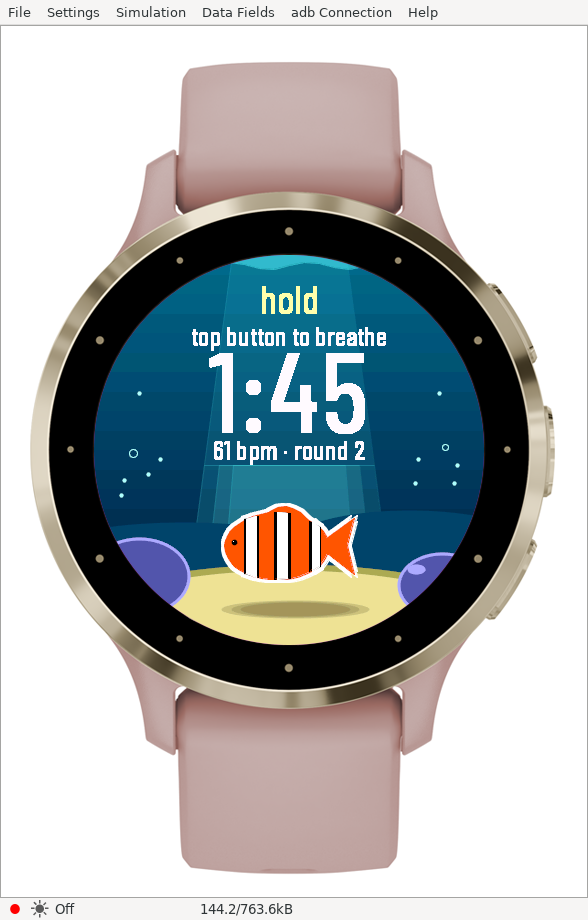 File Settings Simulation Data Fields adb Connection Help
hold
top button to breathe
1:45
61 bpm · round 2
Off 144.2/763.6kB